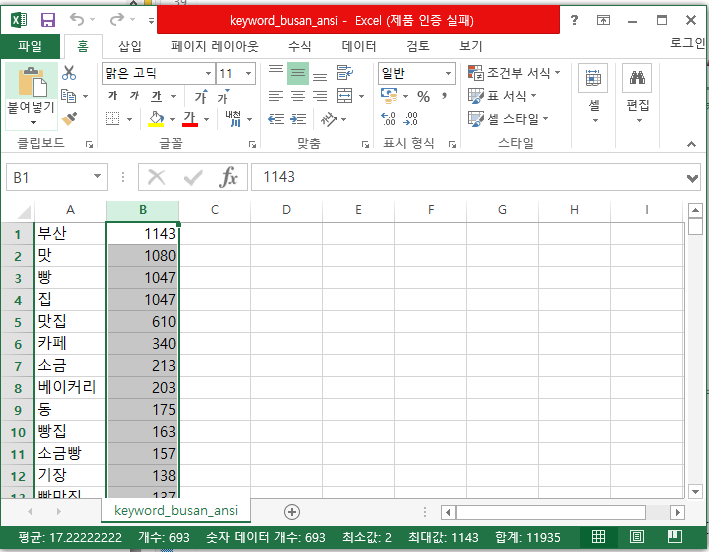 39
keyword_busan_ansi - Excel (제품 인증 실패)
파일 홈 삽입 페이지 레이아웃 수식 데이터 검토 보기 로그인
붙여넣기
맑은 고딕 11
가 가 가 가 가
가 내천
일반
% ,
조건부 서식
표 서식
셀 스타일
셀
편집
클립보드 글꼴 맞춤 표시 형식 스타일
B1 fx 1143
A B C D E F G H I
1 부산 1143
2 맛 1080
3 빵 1047
4 집 1047
5 맛집 610
6 카페 340
7 소금 213
8 베이커리 203
9 동 175
10 빵집 163
11 소금빵 157
12 기장 138
13 빵맛집 137
keyword_busan_ansi
평균: 17.22222222 개수: 693 숫자 데이터 개수: 693 최소값: 2 최대값: 1143 합계: 11935